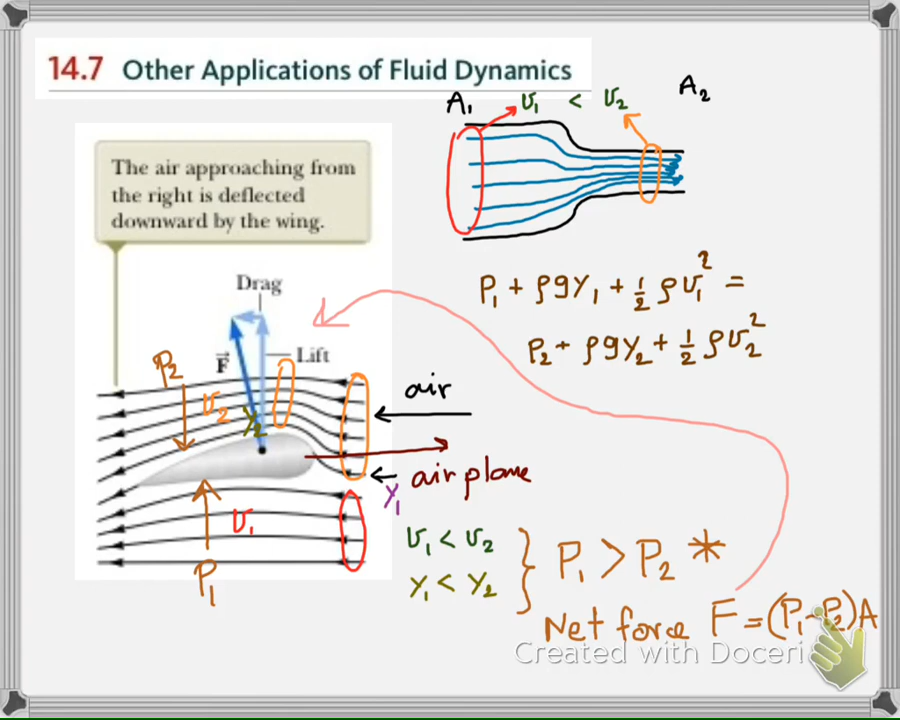 14.7 Other Applications of Fluid Dynamics
A₁ v₁ < v₂ A₂
The air approaching from
the right is deflected
downward by the wing.
P₁ + ρgy₁ + ½ρv₁² =
P₂ + ρgy₂ + ½ρv₂²
Drag
Lift
F⃗
P₂
v₂
y₂
air
airplane
y₁
v₁
P₁
v₁ < v₂
y₁ < y₂
} P₁ > P₂ *
Net force F = (P₁-P₂)A
Created with Doceri